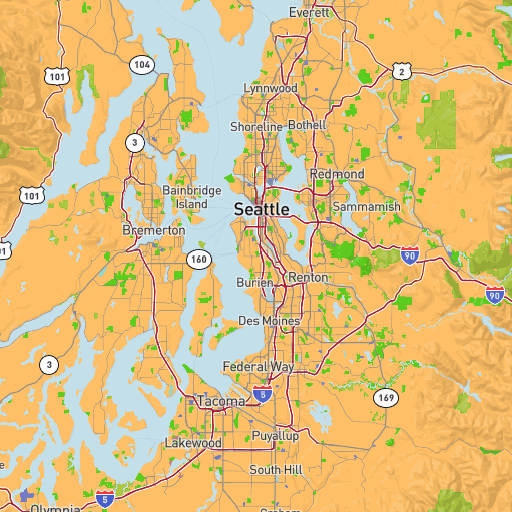 Everett
104
101
2
Lynnwood
Shoreline
Bothell
3
Redmond
Bainbridge
Island
101
Seattle
Sammamish
Bremerton
90
160
Renton
Burien
90
Des Moines
3
Federal Way
5
169
Tacoma
Puyallup
Lakewood
South Hill
5
Olympia
Graham